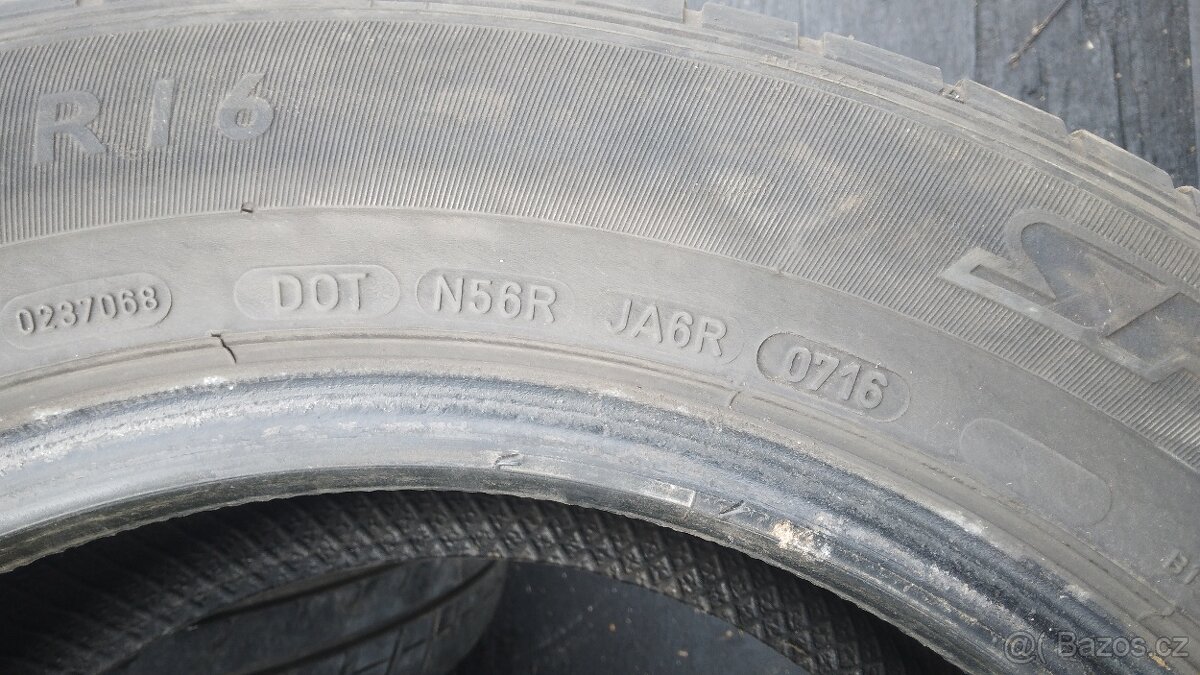 R16
0237068 DOT N56R JA6R 0716
@( Bazos.cz